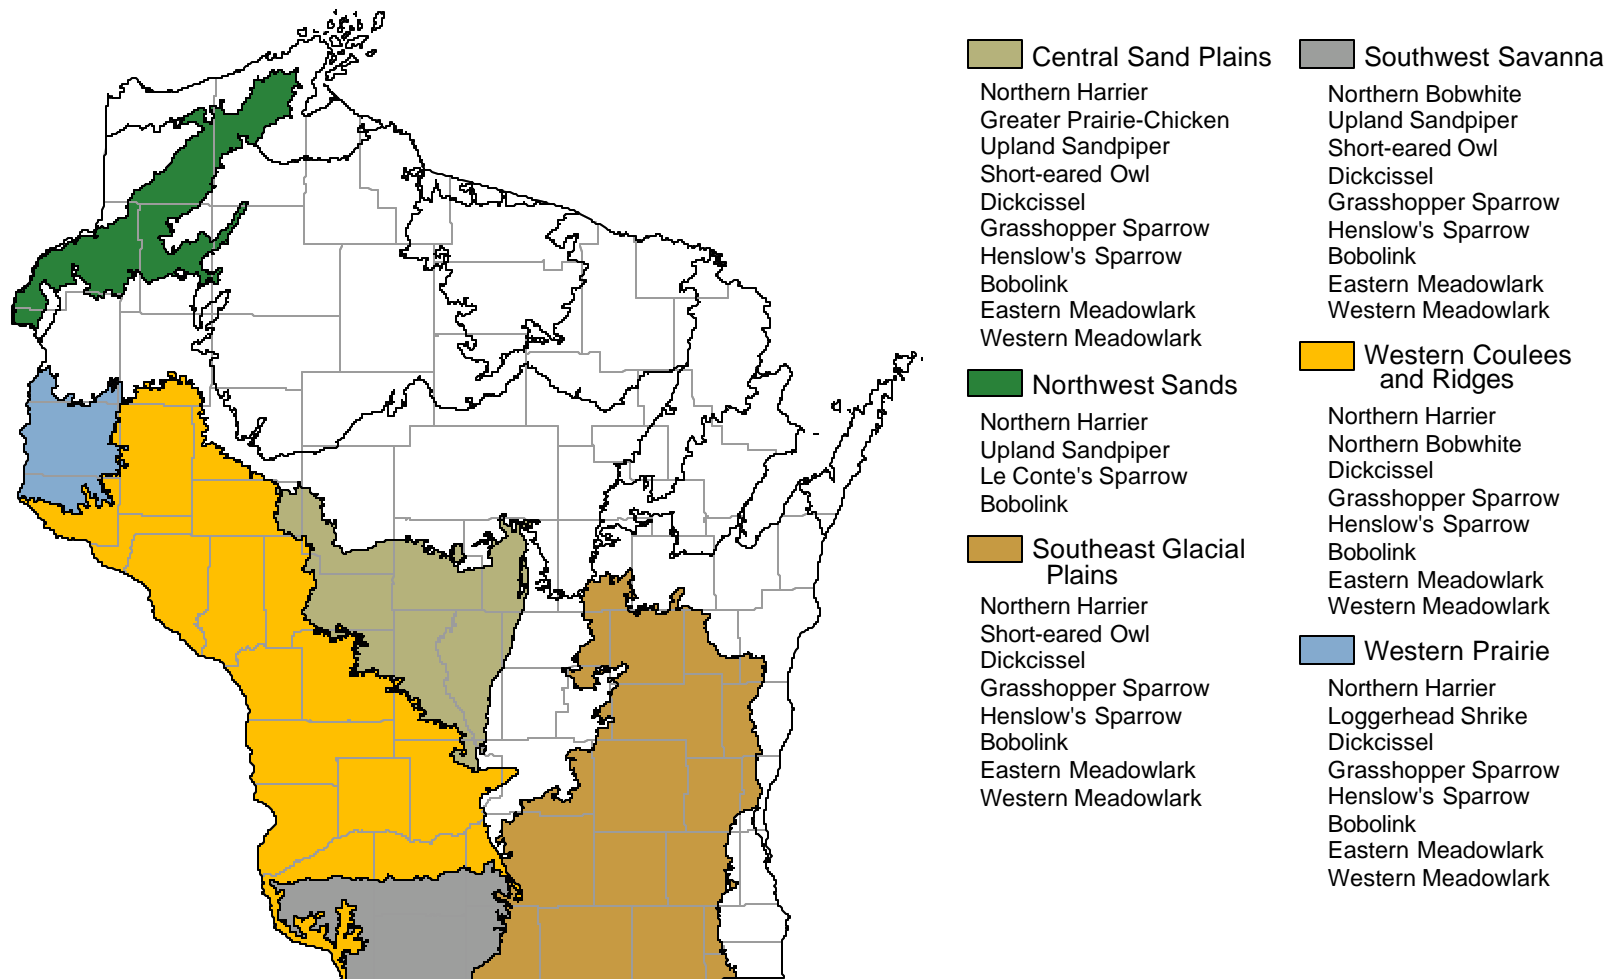 Central Sand Plains
Northern Harrier
Greater Prairie-Chicken
Upland Sandpiper
Short-eared Owl
Dickcissel
Grasshopper Sparrow
Henslow's Sparrow
Bobolink
Eastern Meadowlark
Western Meadowlark
Northwest Sands
Northern Harrier
Upland Sandpiper
Le Conte's Sparrow
Bobolink
Southeast Glacial
Plains
Northern Harrier
Short-eared Owl
Dickcissel
Grasshopper Sparrow
Henslow's Sparrow
Bobolink
Eastern Meadowlark
Western Meadowlark
Southwest Savanna
Northern Bobwhite
Upland Sandpiper
Short-eared Owl
Dickcissel
Grasshopper Sparrow
Henslow's Sparrow
Bobolink
Eastern Meadowlark
Western Meadowlark
Western Coulees
and Ridges
Northern Harrier
Northern Bobwhite
Dickcissel
Grasshopper Sparrow
Henslow's Sparrow
Bobolink
Eastern Meadowlark
Western Meadowlark
Western Prairie
Northern Harrier
Loggerhead Shrike
Dickcissel
Grasshopper Sparrow
Henslow's Sparrow
Bobolink
Eastern Meadowlark
Western Meadowlark